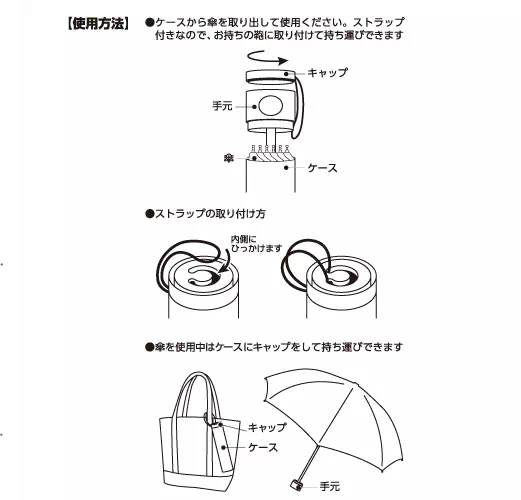 【使用方法】
●ケースから傘を取り出して使用ください。ストラップ
付きなので、お持ちの鞄に取り付けて持ち運びできます
キャップ
手元
傘
ケース
●ストラップの取り付け方
内側に
ひっかけます
●傘を使用中はケースにキャップをして持ち運びできます
キャップ
ケース
手元